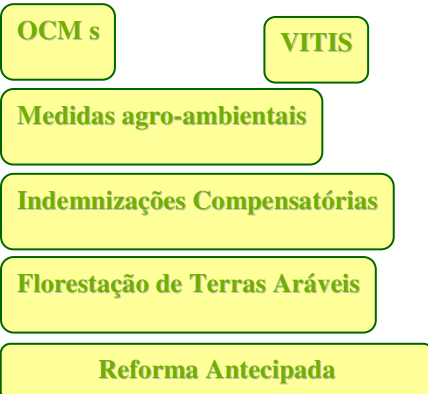 OCM s
VITIS
Medidas agro-ambientais
Indemnizações Compensatórias
Florestação de Terras Aráveis
Reforma Antecipada